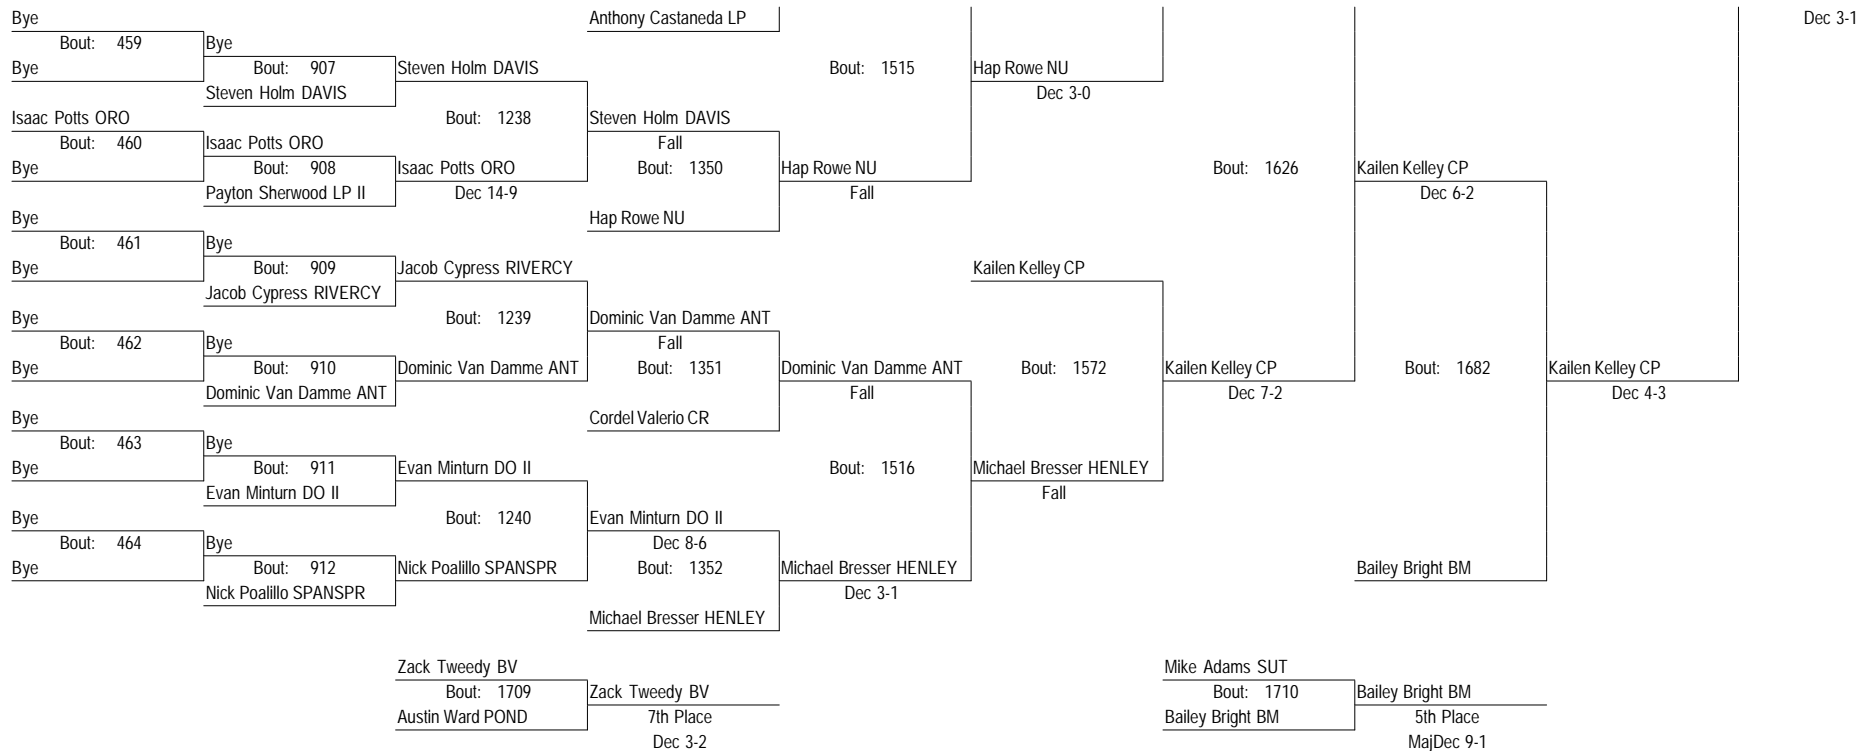 Bye
Anthony Castaneda LP
Dec 3-1
Bout: 459
Bye
Bye
Bout: 907
Steven Holm DAVIS
Bout: 1515
Hap Rowe NU
Steven Holm DAVIS
Dec 3-0
Isaac Potts ORO
Bout: 1238
Steven Holm DAVIS
Bout: 460
Isaac Potts ORO
Fall
Bye
Bout: 908
Isaac Potts ORO
Bout: 1350
Hap Rowe NU
Bout: 1626
Kailen Kelley CP
Payton Sherwood LP II
Dec 14-9
Fall
Dec 6-2
Bye
Hap Rowe NU
Bout: 461
Bye
Bye
Bout: 909
Jacob Cypress RIVERCY
Kailen Kelley CP
Jacob Cypress RIVERCY
Bye
Bout: 1239
Dominic Van Damme ANT
Bout: 462
Bye
Fall
Bye
Bout: 910
Dominic Van Damme ANT
Bout: 1351
Dominic Van Damme ANT
Bout: 1572
Kailen Kelley CP
Bout: 1682
Kailen Kelley CP
Dominic Van Damme ANT
Fall
Dec 7-2
Dec 4-3
Bye
Cordel Valerio CR
Bout: 463
Bye
Bye
Bout: 911
Evan Minturn DO II
Bout: 1516
Michael Bresser HENLEY
Evan Minturn DO II
Fall
Bye
Bout: 1240
Evan Minturn DO II
Bout: 464
Bye
Dec 8-6
Bye
Bout: 912
Nick Poalillo SPANSPR
Bout: 1352
Michael Bresser HENLEY
Bailey Bright BM
Nick Poalillo SPANSPR
Dec 3-1
Michael Bresser HENLEY
Zack Tweedy BV
Mike Adams SUT
Bout: 1709
Zack Tweedy BV
Bout: 1710
Bailey Bright BM
Austin Ward POND
7th Place
Bailey Bright BM
5th Place
Dec 3-2
MajDec 9-1